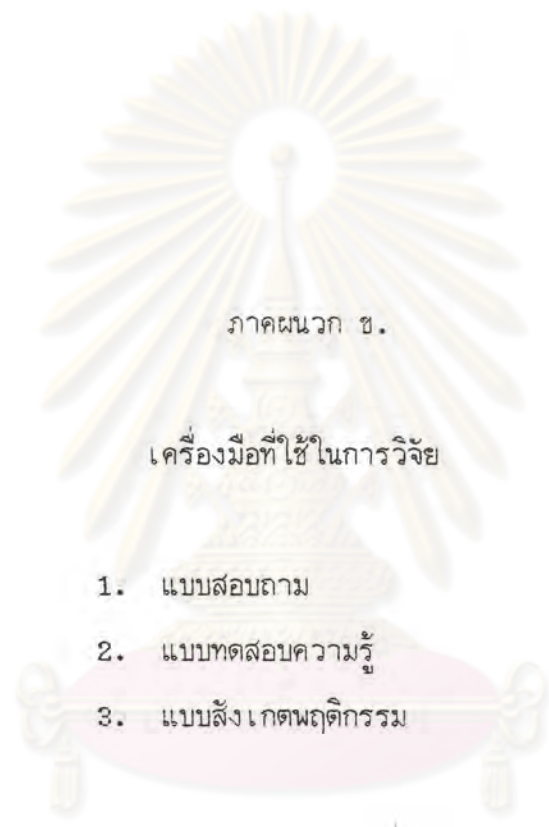 ภาคผนวก ข.
เครื่องมือที่ใช้ในการวิจัย
1. แบบสอบถาม
2. แบบทดสอบความรู้
3. แบบสังเกตพฤติกรรม